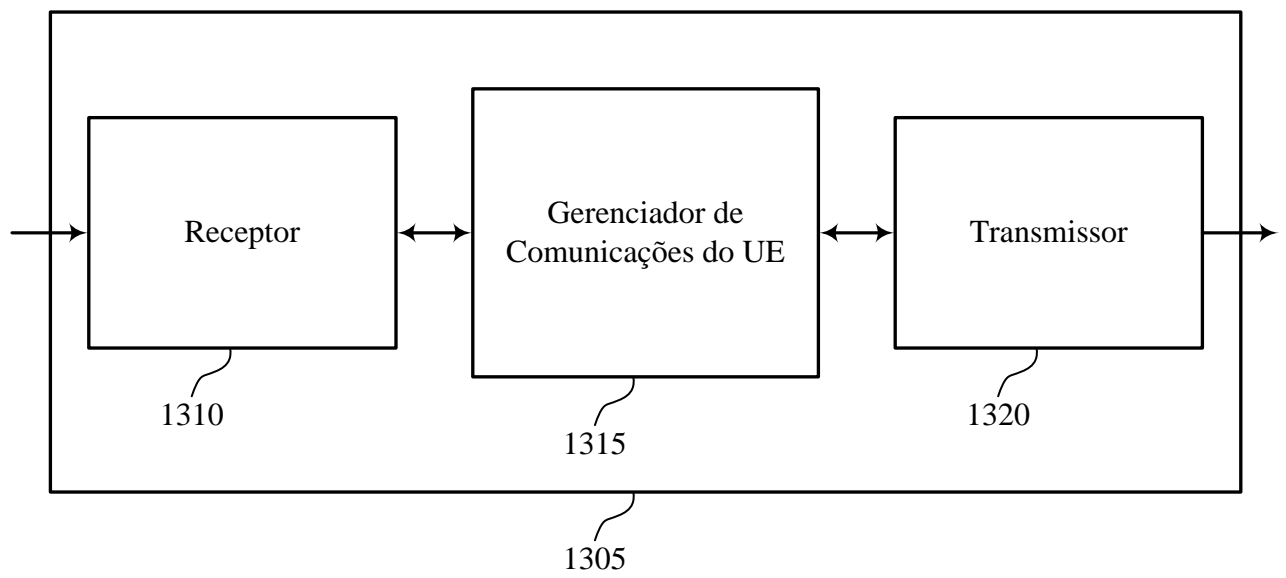 Receptor
Gerenciador de
Comunicações do UE
Transmissor
1310
1315
1320
1305